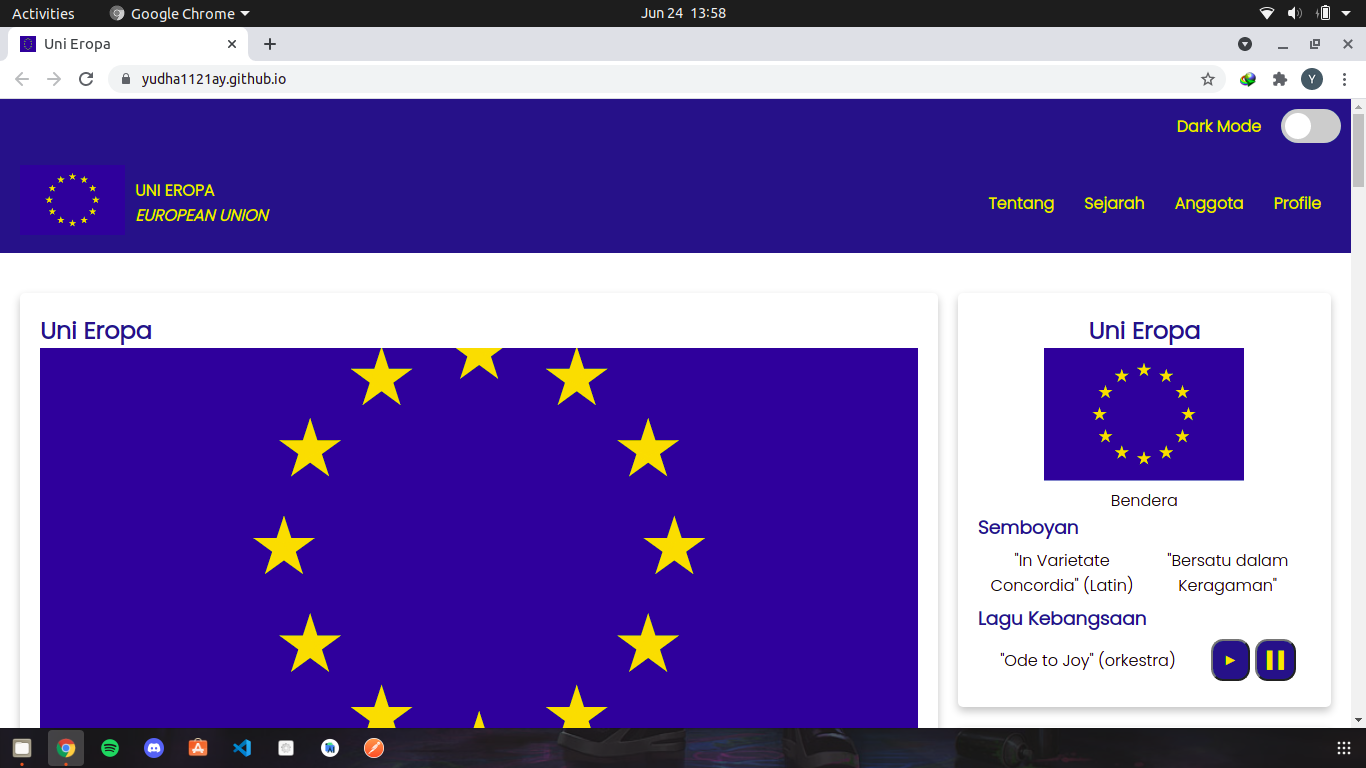 Activities
Google Chrome
Jun 24 13:58
Uni Eropa
yudha1121ay.github.io
Y
Dark Mode
UNI EROPA
EUROPEAN UNION
Tentang
Sejarah
Anggota
Profile
Uni Eropa
Uni Eropa
Bendera
Semboyan
"In Varietate
Concordia" (Latin)
"Bersatu dalam
Keragaman"
Lagu Kebangsaan
"Ode to Joy" (orkestra)